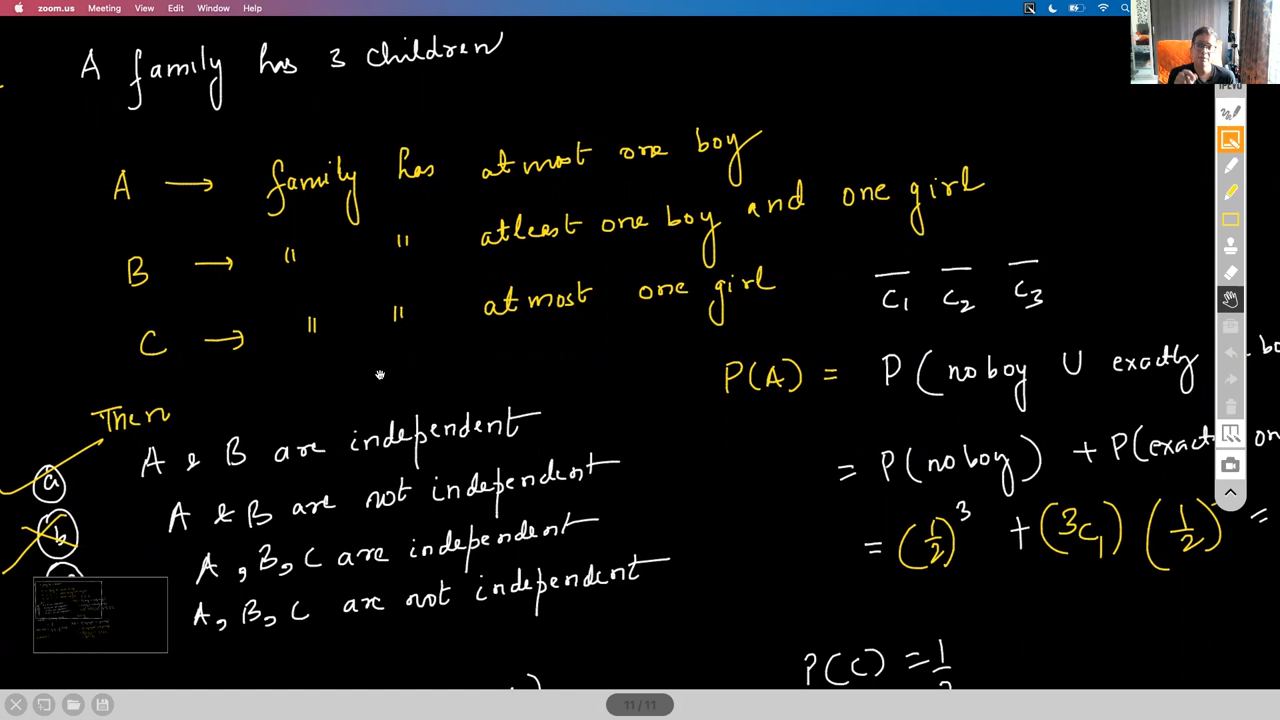 zoom.us Meeting View Edit Window Help
A family has 3 children
A → family has atmost one boy
B → " " atleast one boy and one girl
C → " " atmost one girl
C1 C2 C3
Then
a A & B are independent
b A & B are not independent
A, B, C are independent
A, B, C are not independent
P(A) = P(no boy U exactly
= P(no boy) + P(exact
= (1/2)^3 + (3C1) (1/2) =
P(C) = 1/2
IPEVO
11 / 11